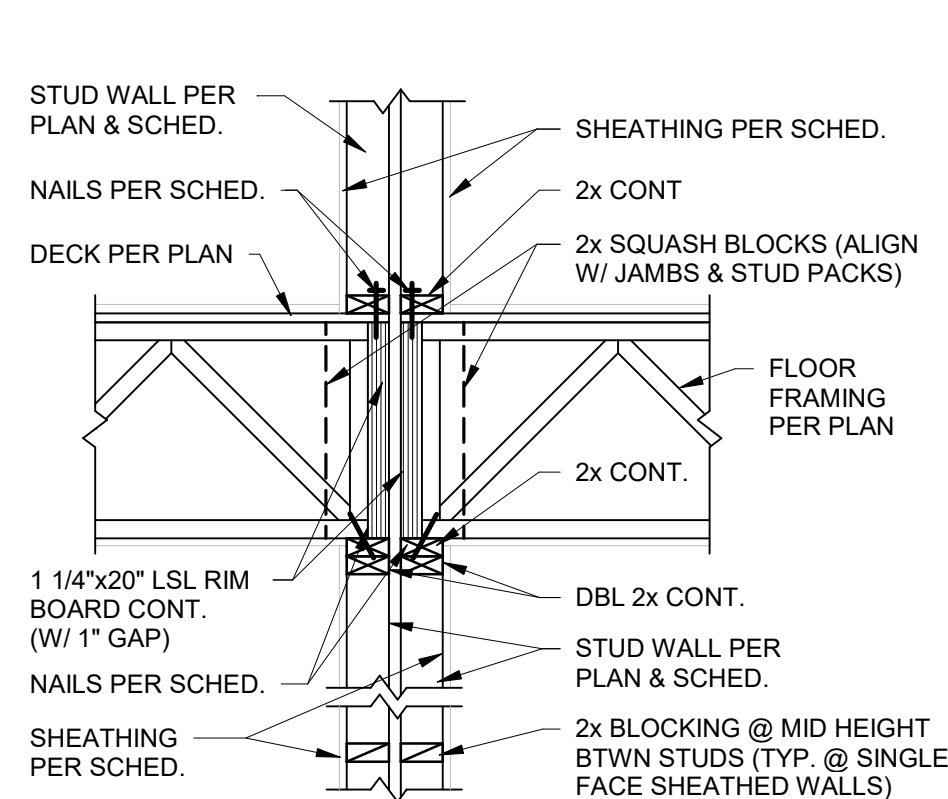 STUD WALL PER
PLAN & SCHED.
NAILS PER SCHED.
DECK PER PLAN
1 1/4"x20" LSL RIM
BOARD CONT.
(W/ 1" GAP)
NAILS PER SCHED.
SHEATHING
PER SCHED.
SHEATHING PER SCHED.
2x CONT
2x SQUASH BLOCKS (ALIGN
W/ JAMBS & STUD PACKS)
FLOOR
FRAMING
PER PLAN
2x CONT.
DBL 2x CONT.
STUD WALL PER
PLAN & SCHED.
2x BLOCKING @ MID HEIGHT
BTWN STUDS (TYP. @ SINGLE
FACE SHEATHED WALLS)